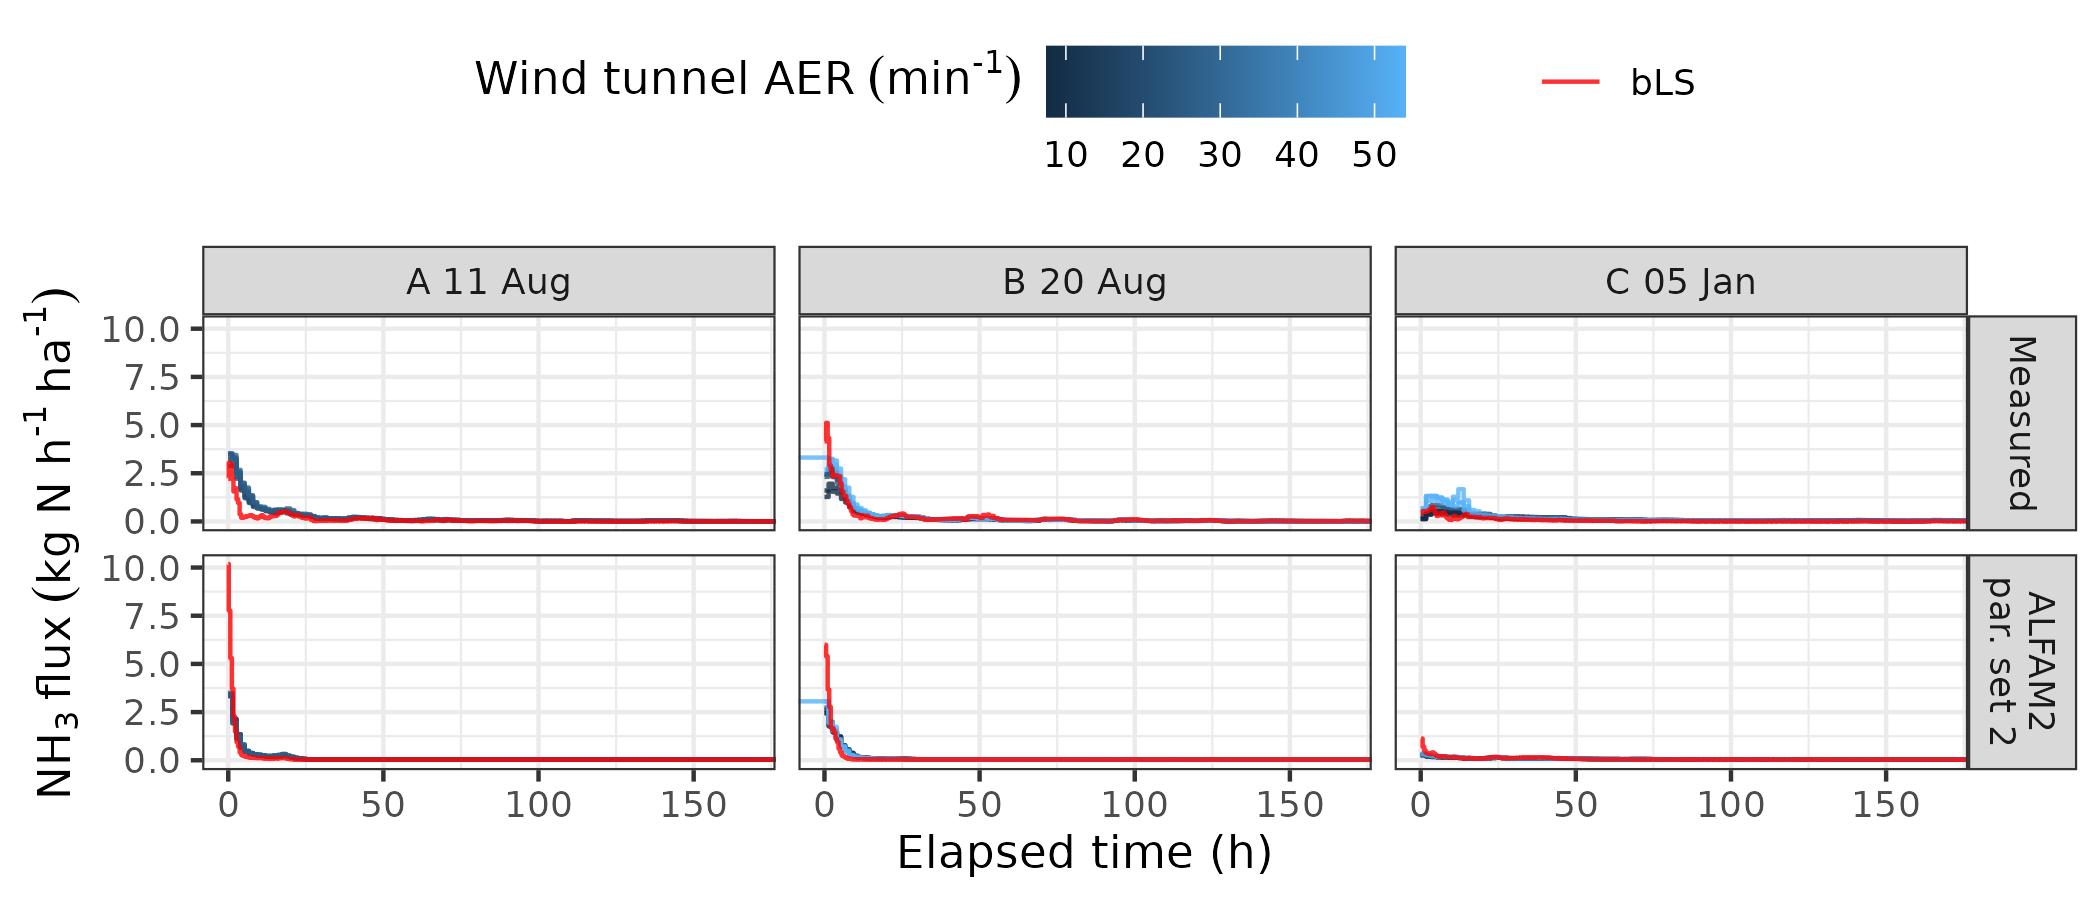 Wind tunnel AER (min⁻¹)
10 20 30 40 50
bLS
A 11 Aug
B 20 Aug
C 05 Jan
NH₃ flux (kg N h⁻¹ ha⁻¹)
10.0
7.5
5.0
2.5
0.0
Measured
10.0
7.5
5.0
2.5
0.0
ALFAM2
par. set 2
0 50 100 150
0 50 100 150
0 50 100 150
Elapsed time (h)